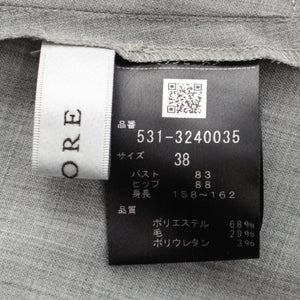 ORE
品番
531-3240035
サイズ 38
バスト 83
ヒップ 88
身長 158～162
品質
ポリエステル 68%
毛 29%
ポリウレタン 3%